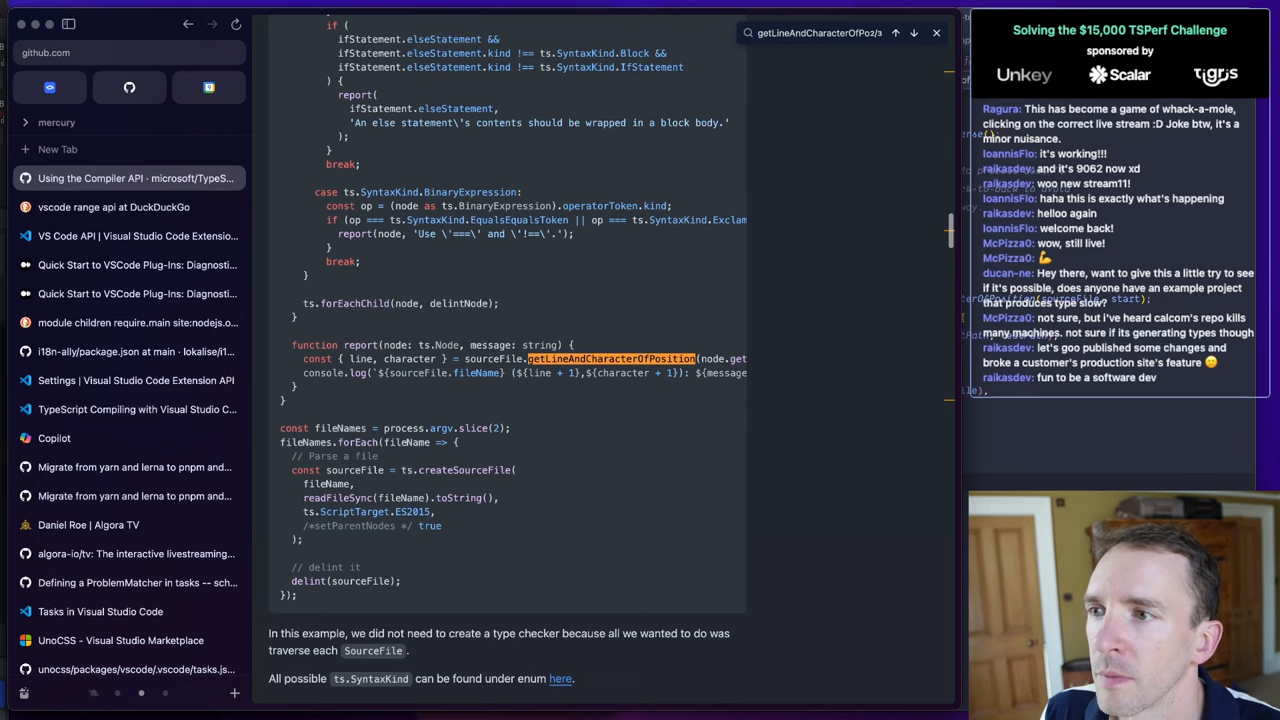 github.com
mercury
New Tab
Using the Compiler API · microsoft/TypeS...
vscode range api at DuckDuckGo
VS Code API | Visual Studio Code Extensio...
Quick Start to VSCode Plug-Ins: Diagnosti...
Quick Start to VSCode Plug-Ins: Diagnosti...
module children require.main site:nodejs.o...
i18n-ally/package.json at main · lokalise/i1...
Settings | Visual Studio Code Extension API
TypeScript Compiling with Visual Studio C...
Copilot
Migrate from yarn and lerna to pnpm and...
Migrate from yarn and lerna to pnpm and...
Daniel Roe | Algora TV
algora-io/tv: The interactive livestreaming...
Defining a ProblemMatcher in tasks -- sch...
Tasks in Visual Studio Code
UnoCSS - Visual Studio Marketplace
unocss/packages/vscode/.vscode/tasks.js...
getLineAndCharacterOfPo 2/3
if (
ifStatement.elseStatement &&
ifStatement.elseStatement.kind !== ts.SyntaxKind.Block &&
ifStatement.elseStatement.kind !== ts.SyntaxKind.IfStatement
) {
report(
ifStatement.elseStatement,
'An else statement\'s contents should be wrapped in a block body.'
);
}
break;
case ts.SyntaxKind.BinaryExpression:
const op = (node as ts.BinaryExpression).operatorToken.kind;
if (op === ts.SyntaxKind.EqualsEqualsToken || op === ts.SyntaxKind.Exclam
report(node, 'Use \'===\' and \'!==\'.');
}
break;
}
ts.forEachChild(node, delintNode);
}
function report(node: ts.Node, message: string) {
const { line, character } = sourceFile.getLineAndCharacterOfPosition(node.get
console.log(`${sourceFile.fileName} (${line + 1},${character + 1}): ${message
}
}
const fileNames = process.argv.slice(2);
fileNames.forEach(fileName => {
// Parse a file
const sourceFile = ts.createSourceFile(
fileName,
readFileSync(fileName).toString(),
ts.ScriptTarget.ES2015,
/*setParentNodes */ true
);
// delint it
delint(sourceFile);
});
In this example, we did not need to create a type checker because all we wanted to do was
traverse each SourceFile.
All possible ts.SyntaxKind can be found under enum here.
Solving the $15,000 TSPerf Challenge
sponsored by
Unkey Scalar tigris
Ragura: This has become a game of whack-a-mole,
clicking on the correct live stream :D Joke btw, it's a
minor nuisance.
IoannisFlo: it's working!!!
raikasdev: and it's 9062 now xd
raikasdev: woo new stream11!
IoannisFlo: haha this is exactly what's happening
raikasdev: helloo again
IoannisFlo: welcome back!
McPizza0: wow, still live!
McPizza0: 💪
ducan-ne: Hey there, want to give this a little try to see
if it's possible, does anyone have an example project
that produces type slow?
McPizza0: not sure, but i've heard calcom's repo kills
many machines. not sure if its generating types though
raikasdev: let's goo published some changes and
broke a customer's production site's feature 🙁
raikasdev: fun to be a software dev